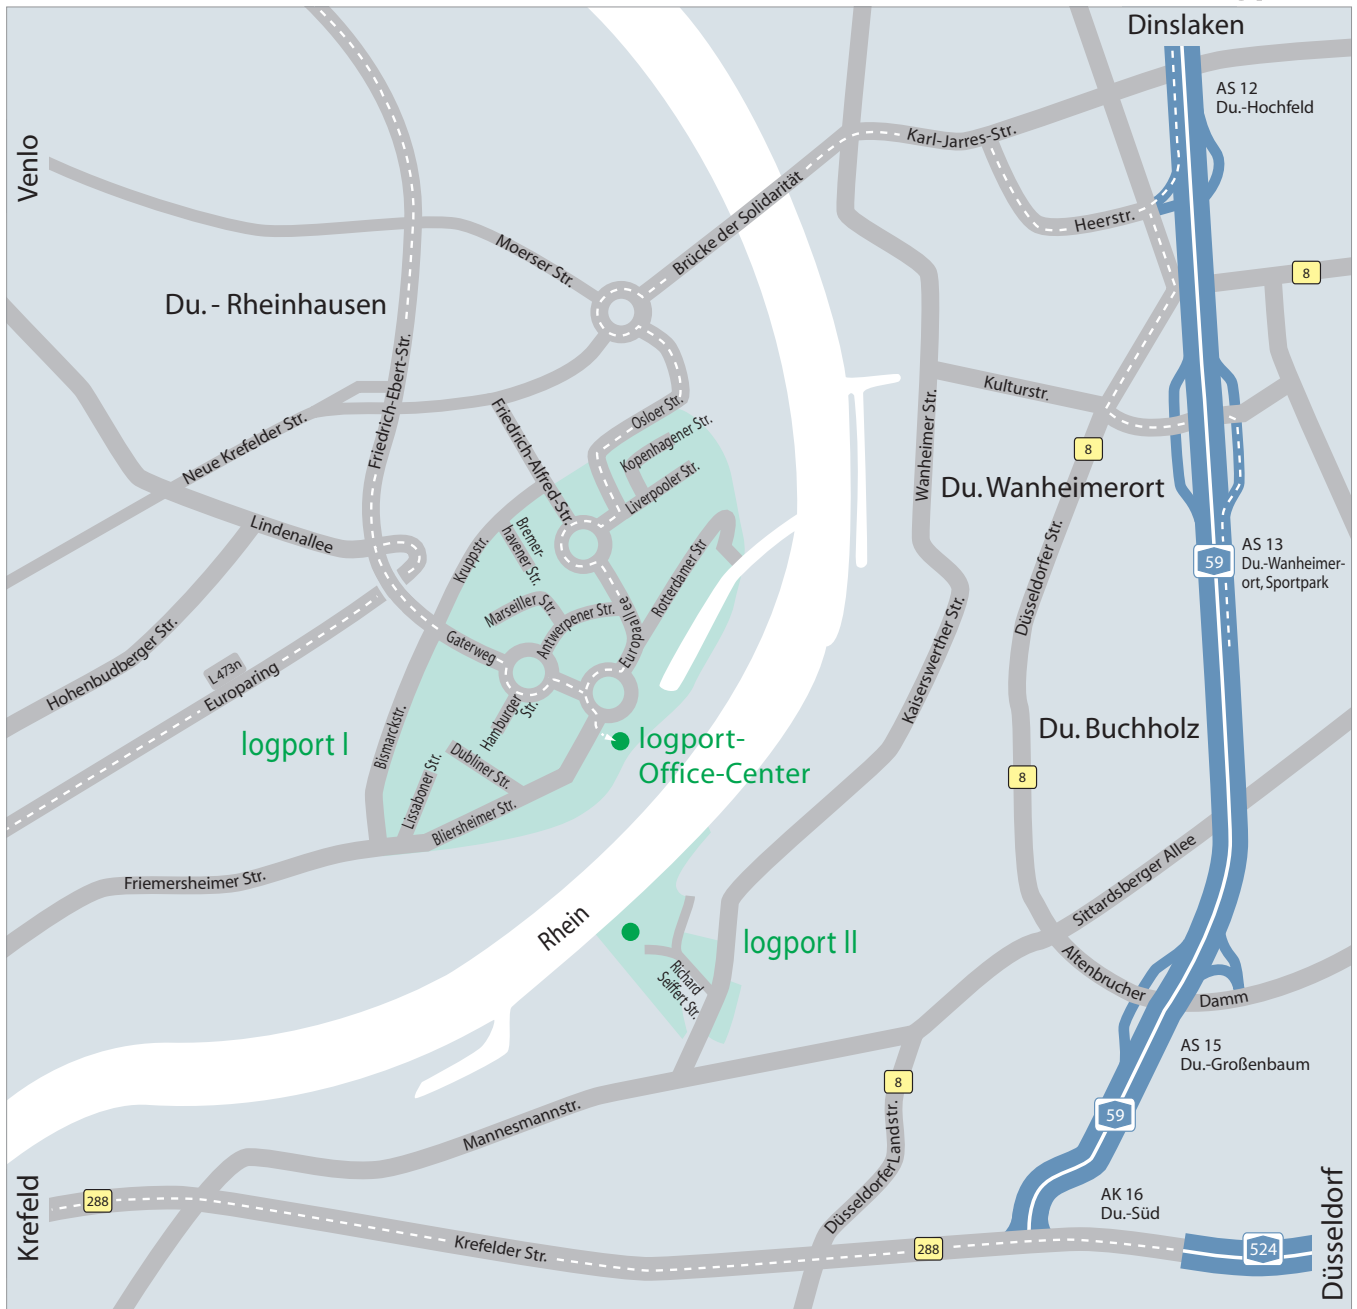 Dinslaken
AS 12
Du.-Hochfeld
Venlo
Karl-Jarres-Str.
Heerstr.
Brücke der Solidarität
Moerser Str.
8
Du. - Rheinhausen
Friedrich-Ebert-Str.
Kulturstr.
Wanheimer Str.
Osloer Str.
Kopenhagener Str.
Liverpooler Str.
Friedrich-Alfred-Str.
Neue Krefelder Str.
8
Du. Wanheimerort
Lindenallee
Kruppstr.
Bremer-
havener Str.
Rotterdamer Str
Düsseldorfer Str.
59
AS 13
Du.-Wanheimer-
ort, Sportpark
Marseiller Str.
Antwerpener Str.
Europaallee
Gaterweg
Kaiserswerther Str.
Hohenbudberger Str.
L 473n
Europaring
Hamburger
Str.
Bismarckstr.
logport I
logport-
Office-Center
Du. Buchholz
Dubliner Str.
Lissaboner Str.
Bliersheimer Str.
8
Friemersheimer Str.
Sittardsberger Allee
Rhein
logport II
Richard
Seiffert Str.
Altenbrucher
Damm
AS 15
Du.-Großenbaum
8
59
Mannesmannstr.
Düsseldorfer Landstr.
Krefeld
288
AK 16
Du.-Süd
Krefelder Str.
288
524
Düsseldorf